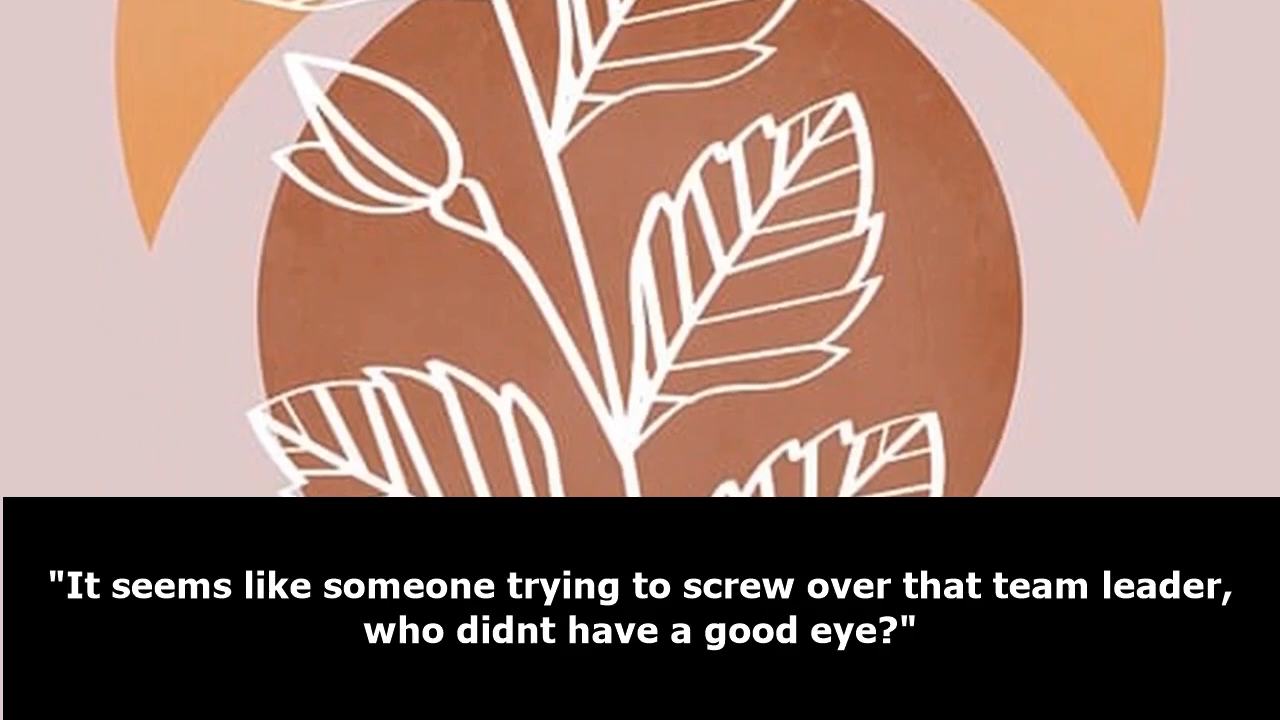 "It seems like someone trying to screw over that team leader,
who didnt have a good eye?"